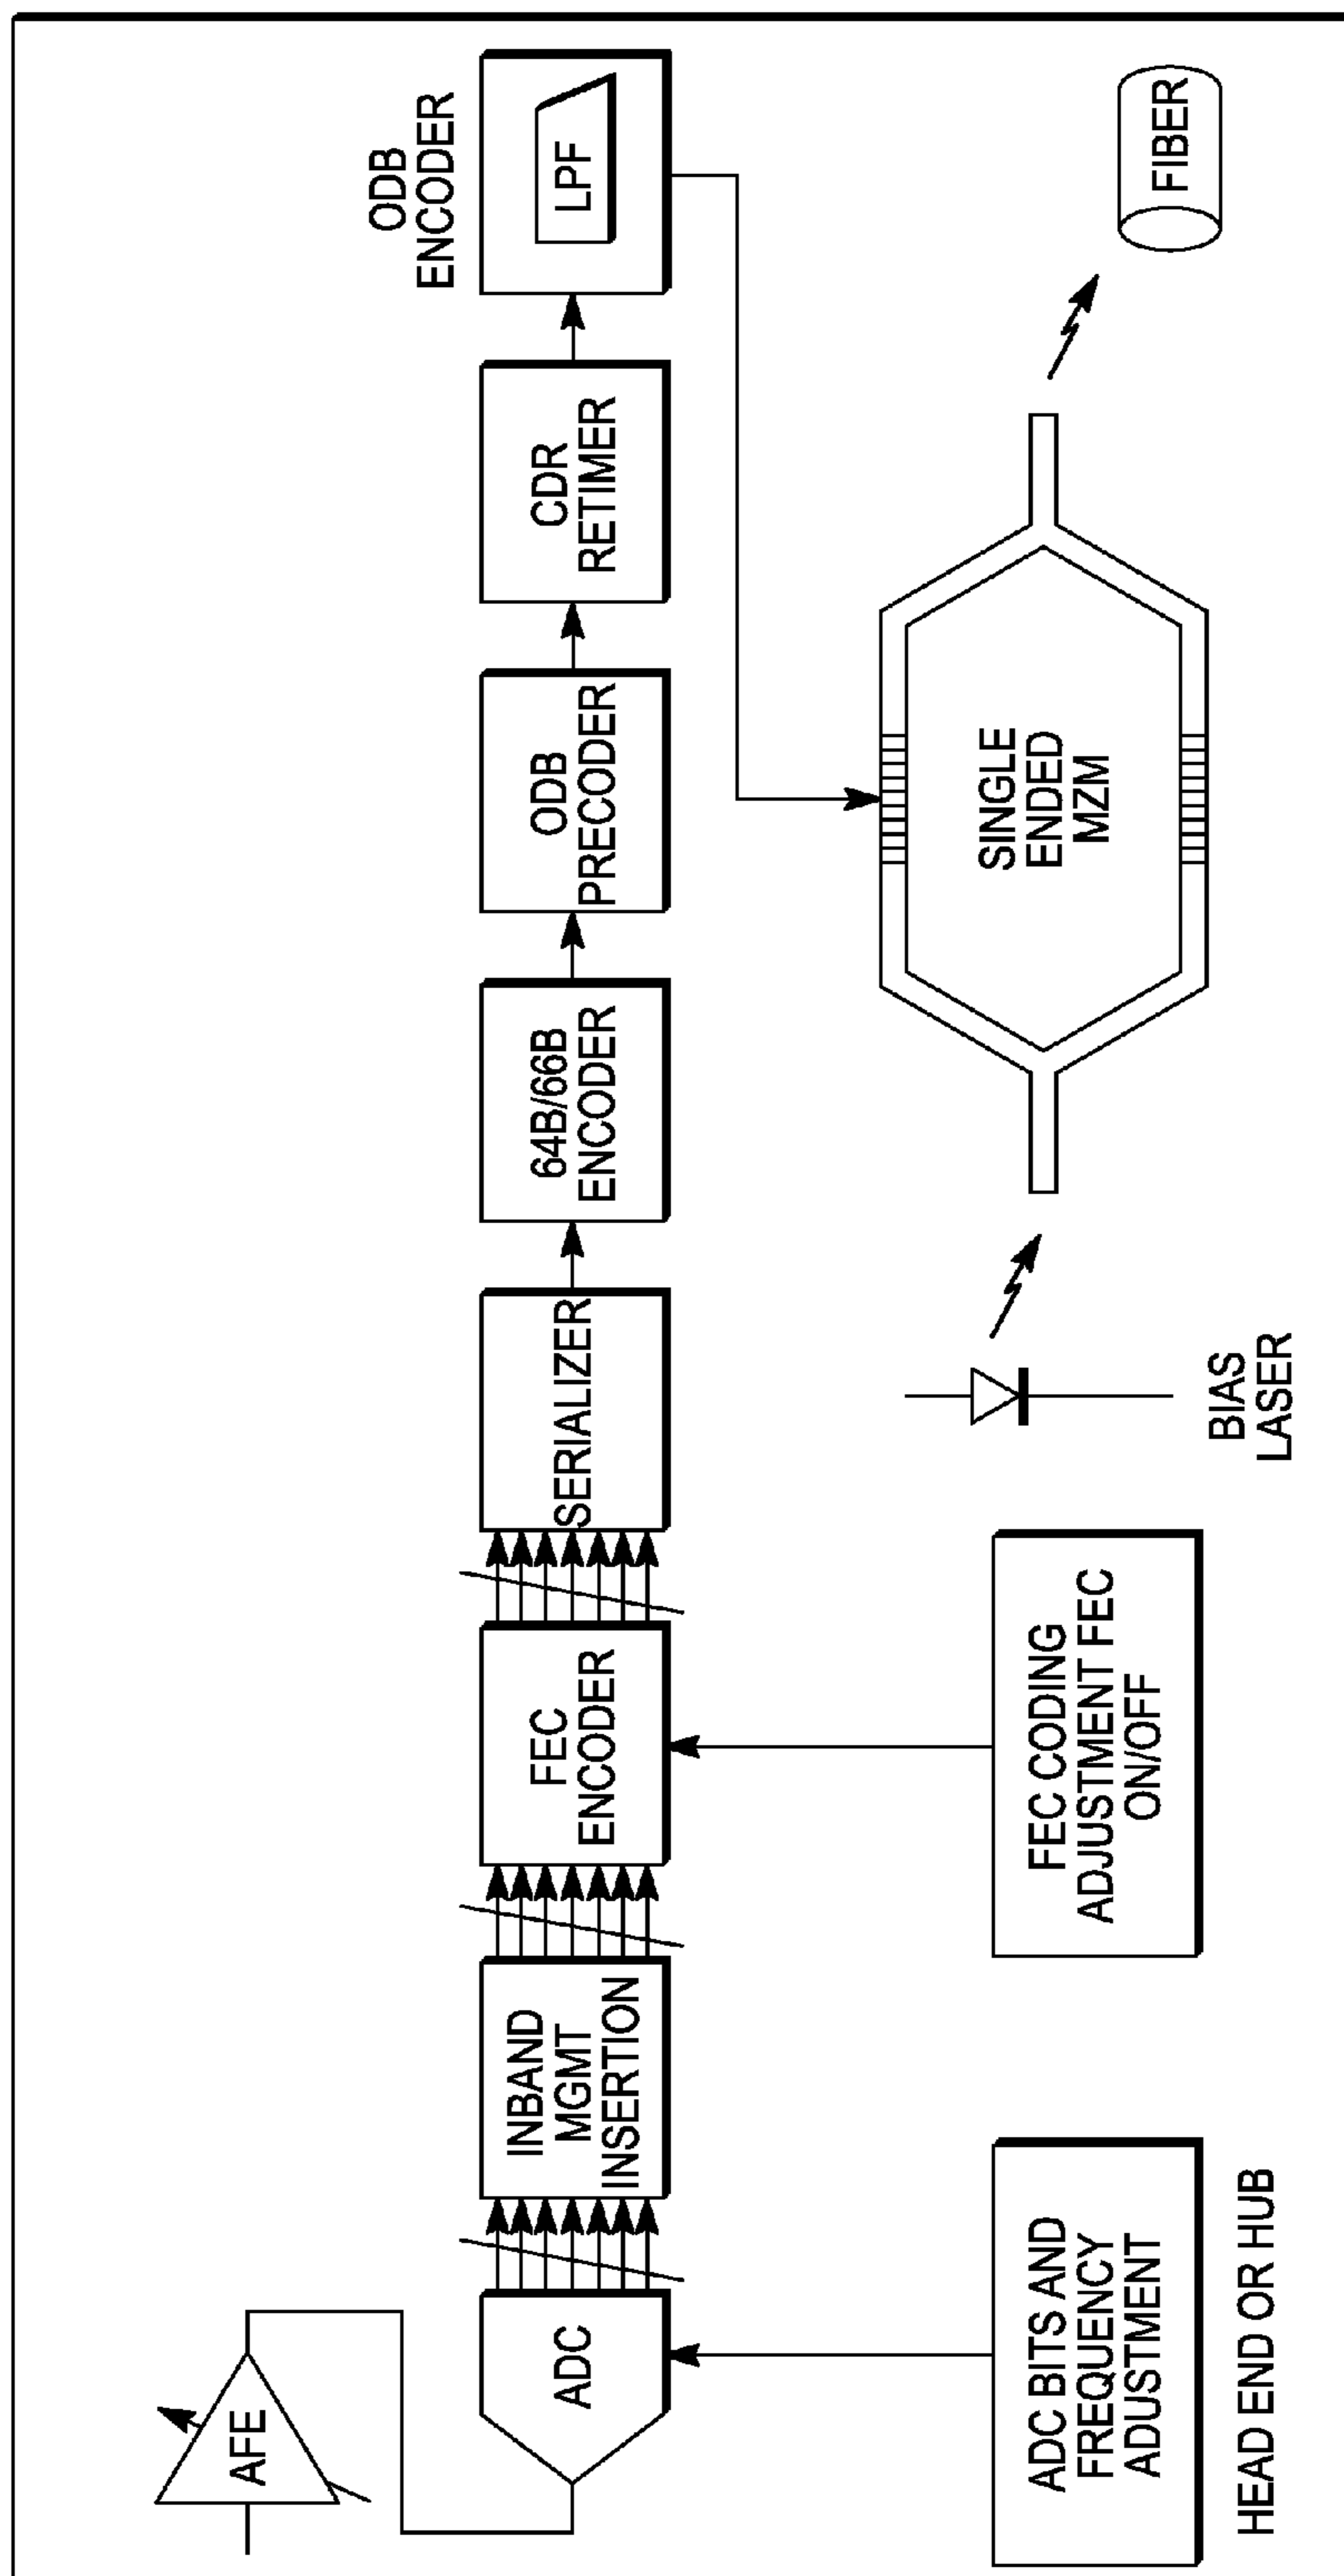 AFE
ADC
INBAND
MGMT
INSERTION
FEC
ENCODER
SERIALIZER
64B/66B
ENCODER
ODB
PRECODER
CDR
RETIMER
ODB
ENCODER
LPF
ADC BITS AND
FREQUENCY
ADUSTMENT
FEC CODING
ADJUSTMENT FEC
ON/OFF
BIAS
LASER
SINGLE
ENDED
MZM
FIBER
HEAD END OR HUB